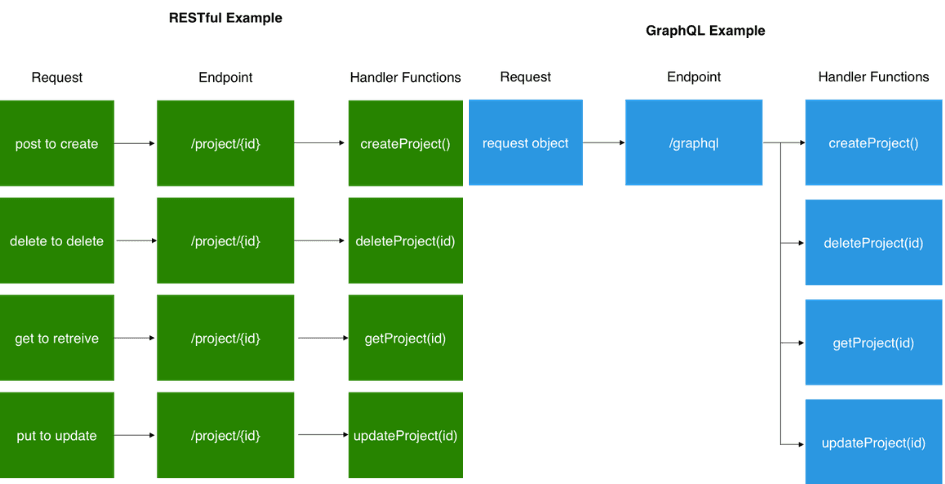 RESTful Example
Request Endpoint Handler Functions
post to create /project/{id} createProject()
delete to delete /project/{id} deleteProject(id)
get to retreive /project/{id} getProject(id)
put to update /project/{id} updateProject(id)
GraphQL Example
Request Endpoint Handler Functions
request object /graphql createProject()
deleteProject(id)
getProject(id)
updateProject(id)